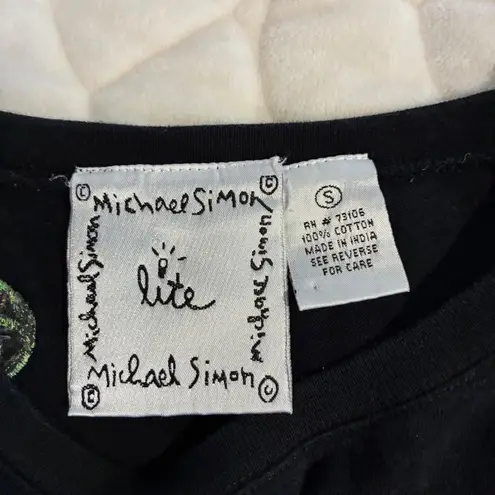 © Michael Simon ©
Michael Simon
lite
Michael Simon
© Michael Simon ©
S
RN # 73106
100% COTTON
MADE IN INDIA
SEE REVERSE
FOR CARE